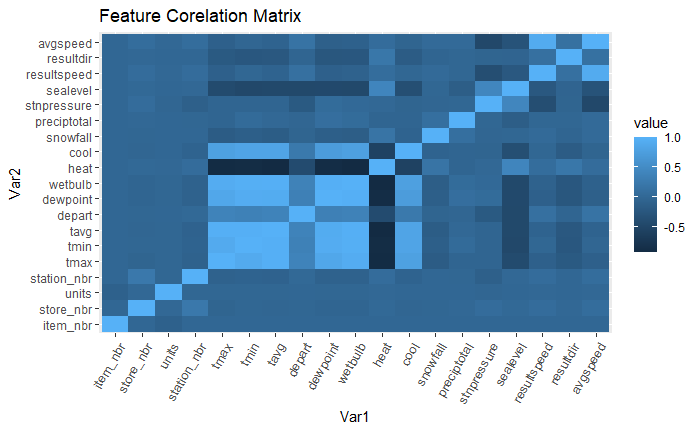 Feature Corelation Matrix
Var2
avgspeed
resultdir
resultspeed
sealevel
stnpressure
preciptotal
snowfall
cool
heat
wetbulb
dewpoint
depart
tavg
tmin
tmax
station_nbr
units
store_nbr
item_nbr
item_nbr
store_nbr
units
station_nbr
tmax
tmin
tavg
depart
dewpoint
wetbulb
heat
cool
snowfall
preciptotal
stnpressure
sealevel
resultspeed
resultdir
avgspeed
Var1
value
1.0
0.5
0.0
-0.5